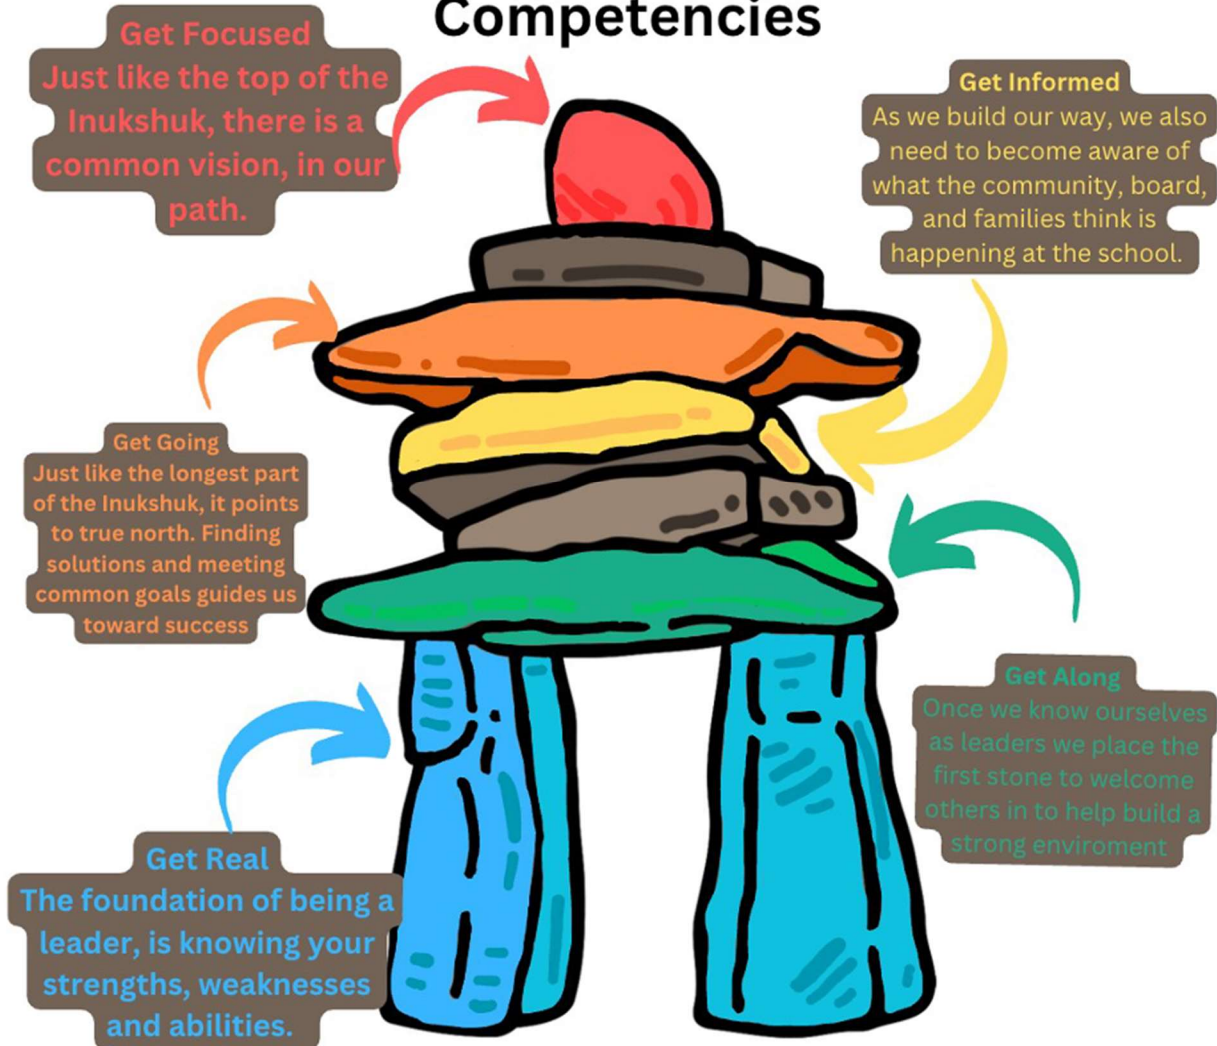 Competencies
Get Focused
Just like the top of the
Inukshuk, there is a
common vision, in our
path.
Get Informed
As we build our way, we also
need to become aware of
what the community, board,
and families think is
happening at the school.
Get Going
Just like the longest part
of the Inukshuk, it points
to true north. Finding
solutions and meeting
common goals guides us
toward success
Get Along
Once we know ourselves
as leaders we place the
first stone to welcome
others in to help build a
strong enviroment
Get Real
The foundation of being a
leader, is knowing your
strengths, weaknesses
and abilities.